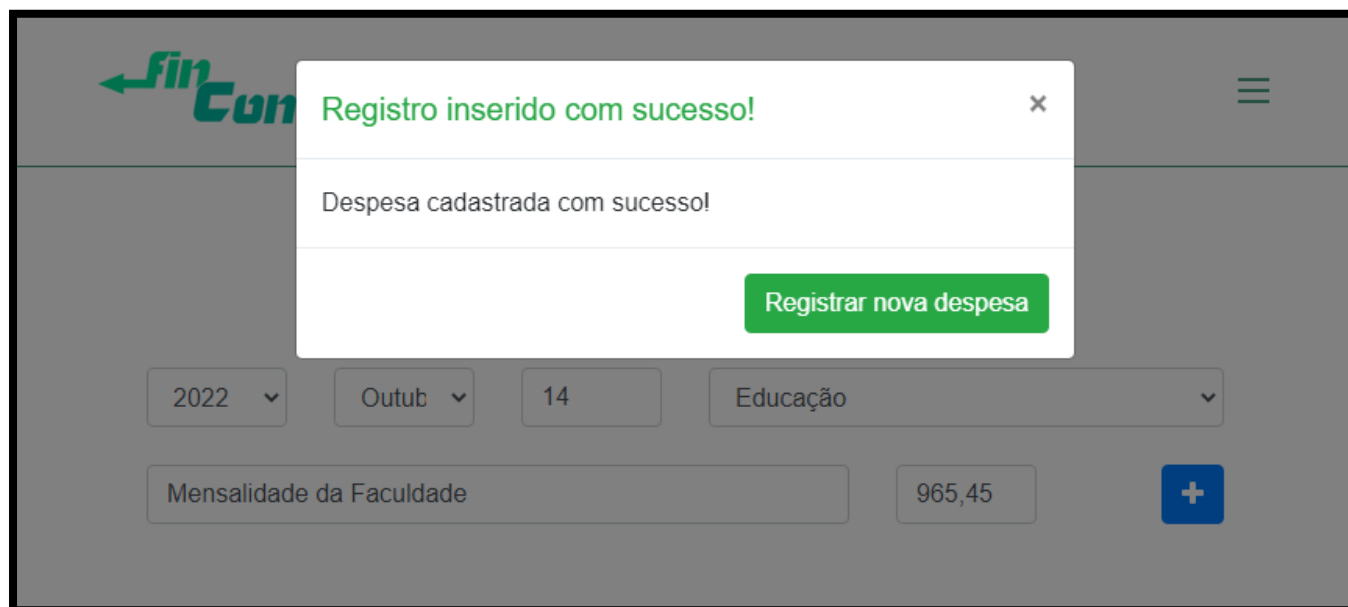 fin
Con
Registro inserido com sucesso!
×
Despesa cadastrada com sucesso!
Registrar nova despesa
2022 Outub 14 Educação
Mensalidade da Faculdade 965,45 +